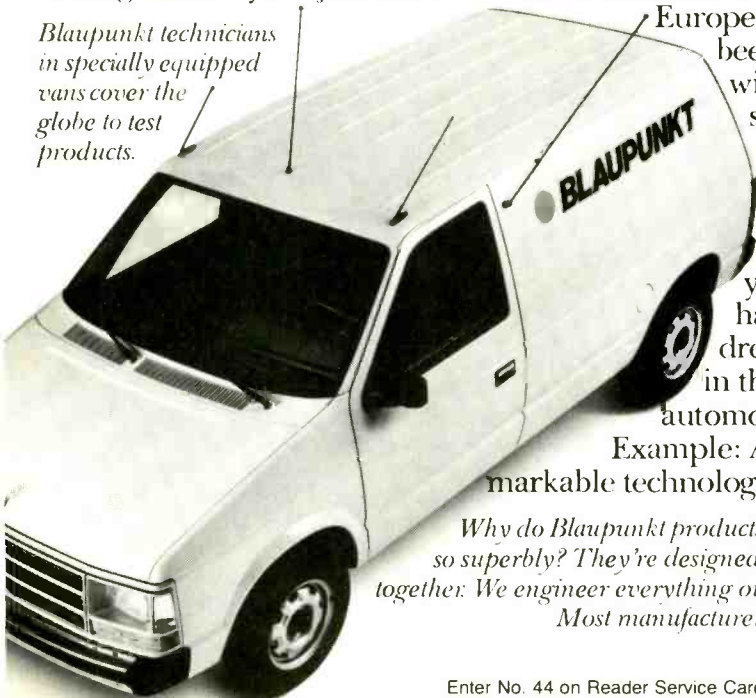 Blaupunkt technicians
in specially equipped
vans cover the
globe to test
products.
BLAUPUNKT
Europe
bee
wi
s
y
ha
dre
in th
automo
Example: A
markable technolog
Why do Blaupunkt product
so superbly? They're designed
together. We engineer everything o
Most manufacture
Enter No. 44 on Reader Service Car